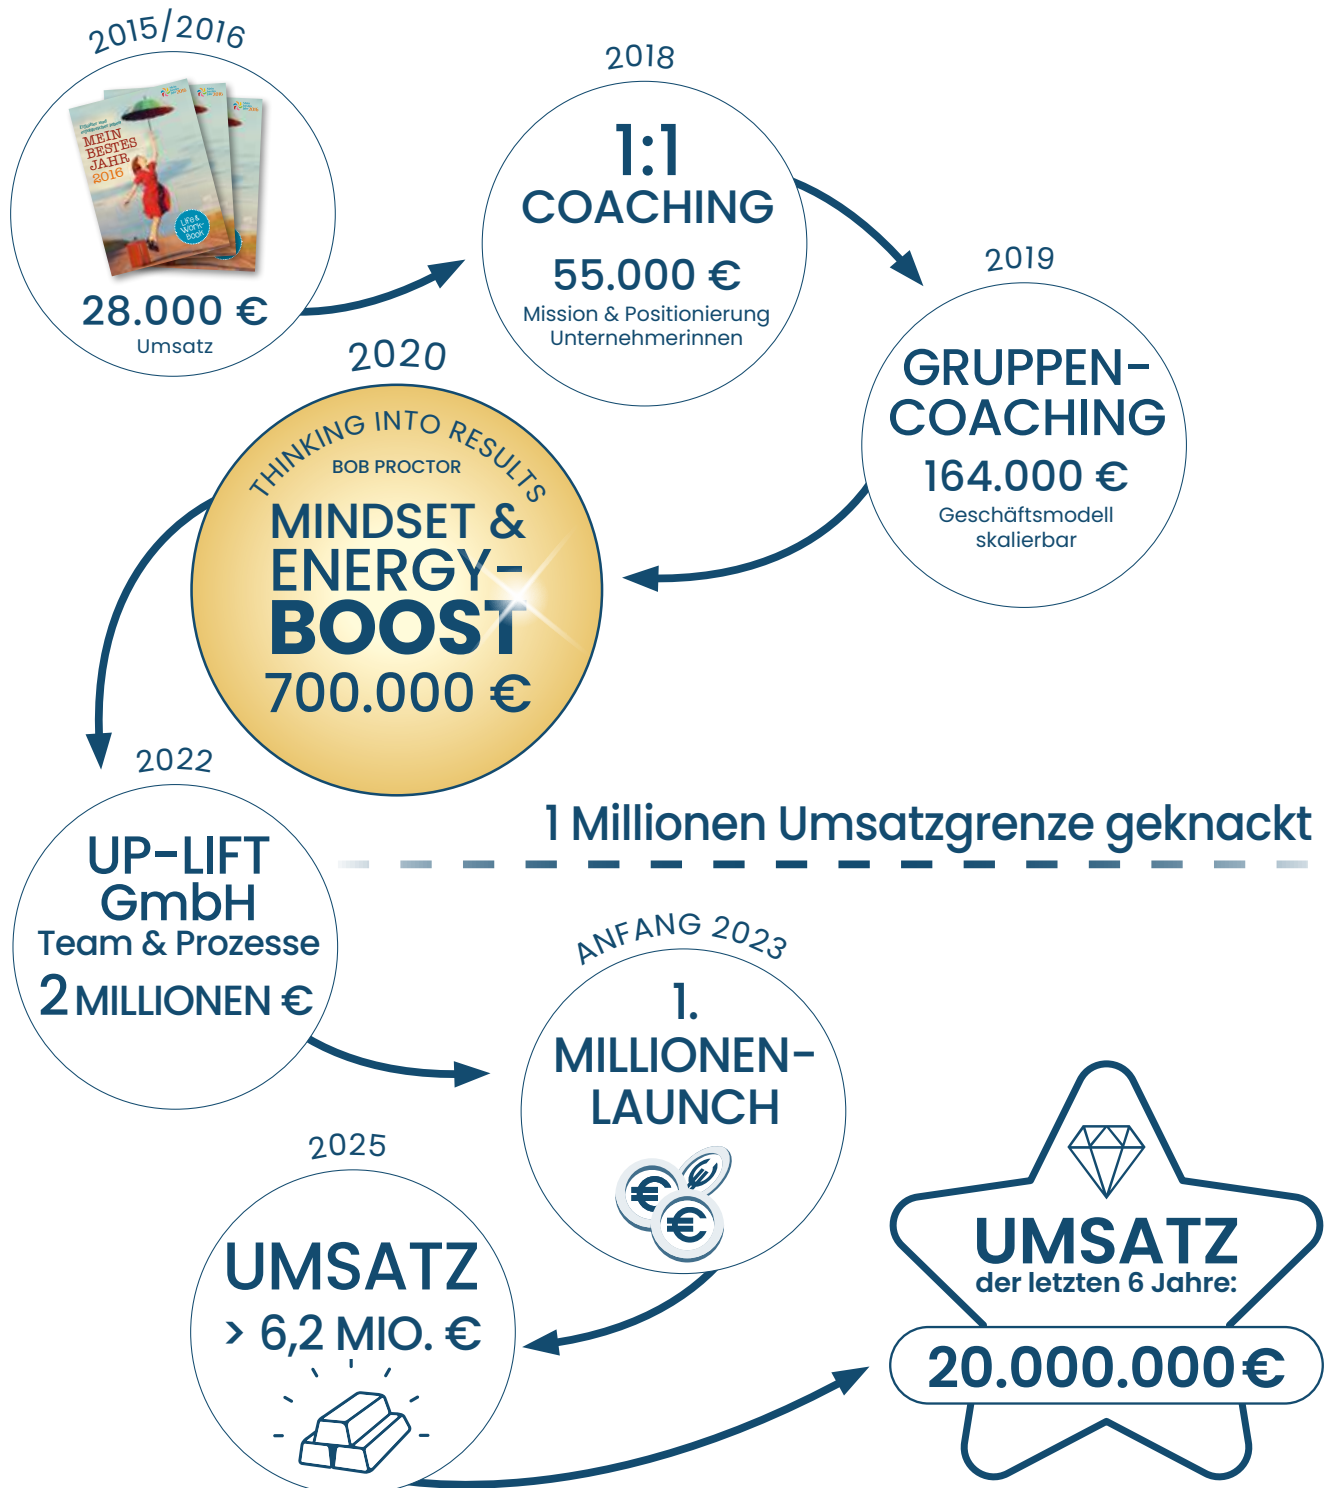 2015/2016
MEIN
BESTES
JAHR
2016
Life &
Work-
Book
28.000 €
Umsatz
2018
1:1
COACHING
55.000 €
Mission & Positionierung
Unternehmerinnen
2019
GRUPPEN-
COACHING
164.000 €
Geschäftsmodell
skalierbar
2020
THINKING INTO RESULTS
BOB PROCTOR
MINDSET &
ENERGY-
BOOST
700.000 €
2022
UP-LIFT
GmbH
Team & Prozesse
2 MILLIONEN €
1 Millionen Umsatzgrenze geknackt
ANFANG 2023
1.
MILLIONEN-
LAUNCH
2025
UMSATZ
> 6,2 MIO. €
UMSATZ
der letzten 6 Jahre:
20.000.000 €